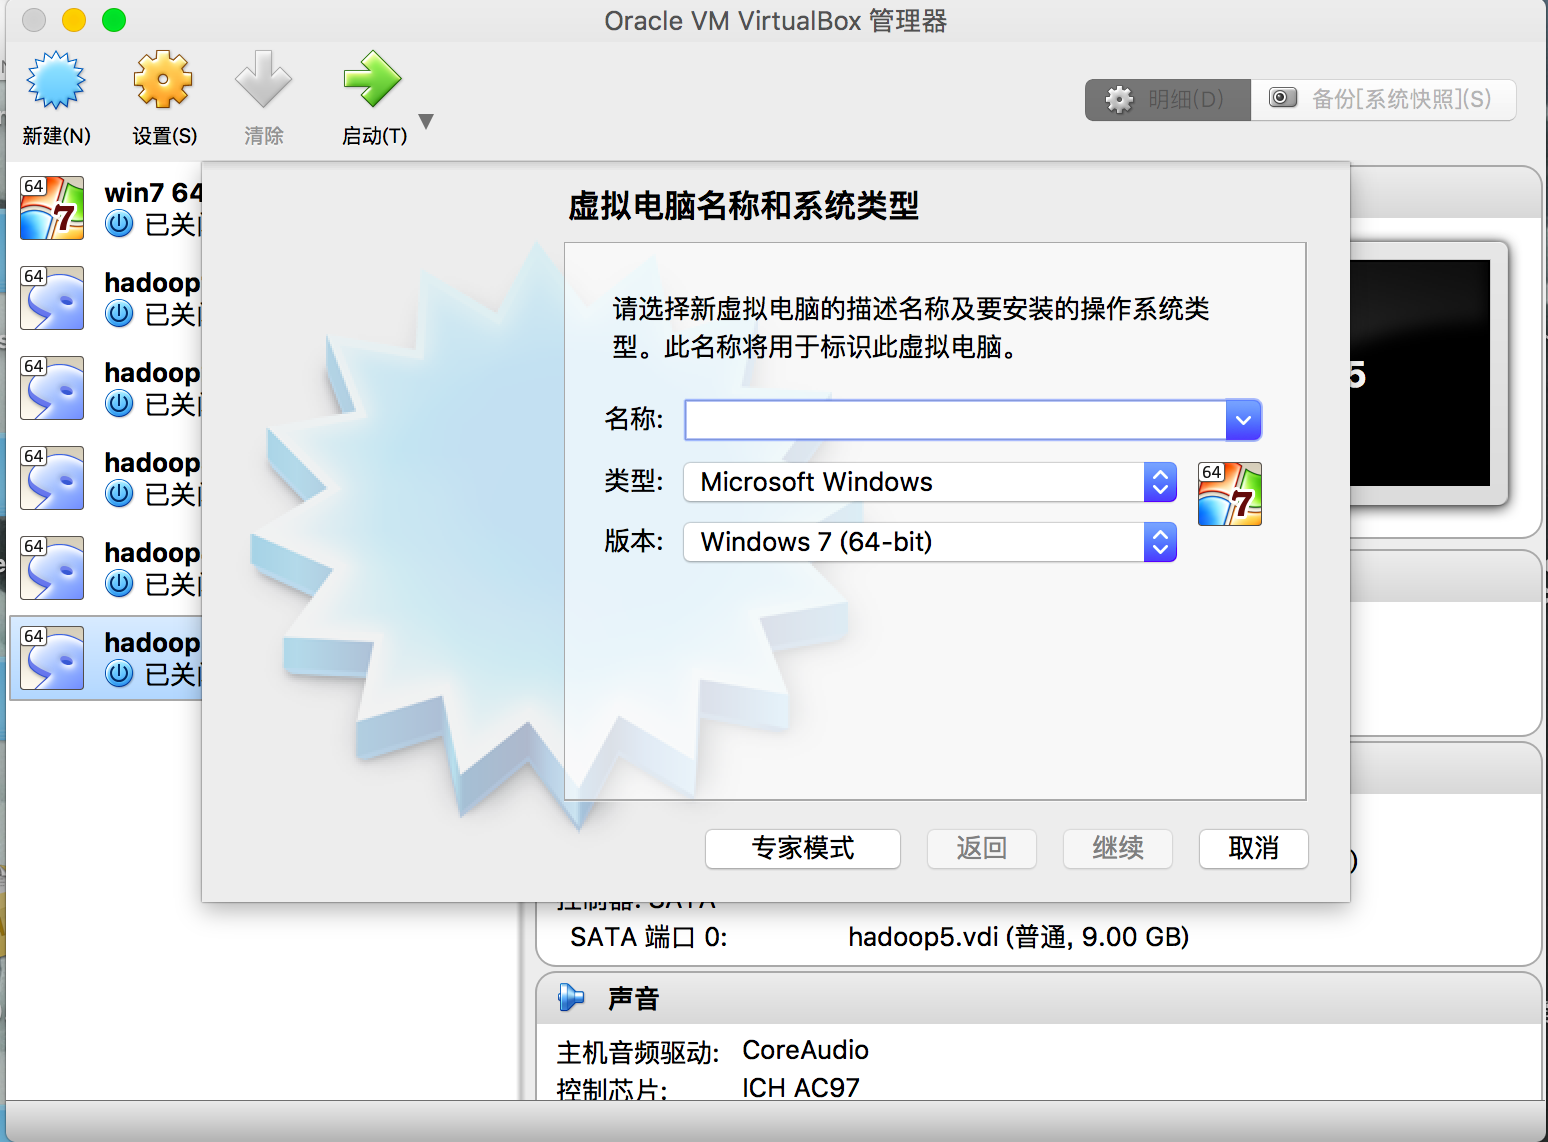 Oracle VM VirtualBox 管理器
新建(N)
设置(S)
清除
启动(T)
明细(D)
备份[系统快照](S)
64
win7 64
已关
64
hadoop
已关
64
hadoop
已关
64
hadoop
已关
64
hadoop
已关
64
hadoop
已关
虚拟电脑名称和系统类型
请选择新虚拟电脑的描述名称及要安装的操作系统类
型。此名称将用于标识此虚拟电脑。
名称:
类型: Microsoft Windows
64
7
版本: Windows 7 (64-bit)
专家模式
返回
继续
取消
5
)
控制器: SATA
SATA 端口 0: hadoop5.vdi (普通, 9.00 GB)
声音
主机音频驱动: CoreAudio
控制芯片: ICH AC97